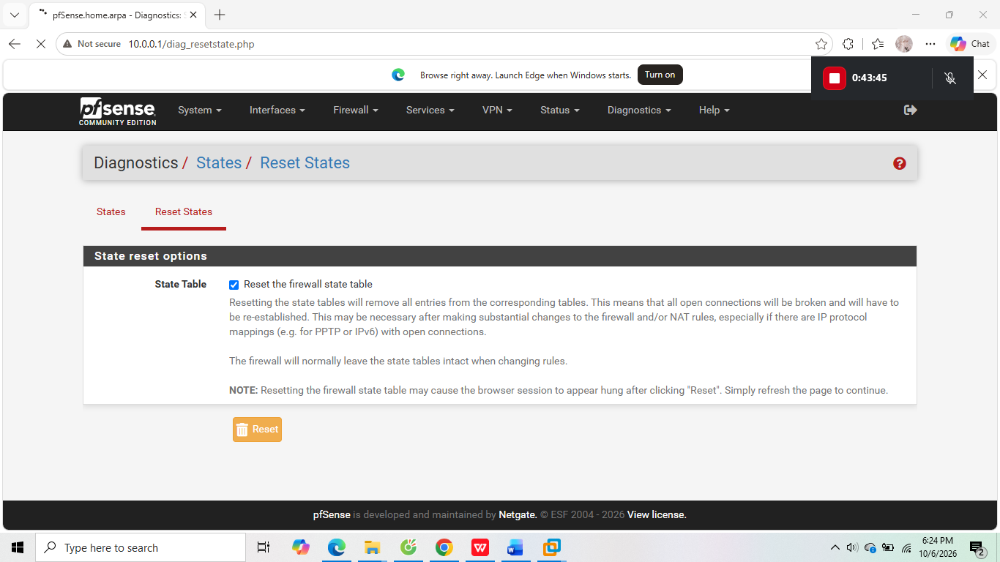 pfSense.home.arpa - Diagnostics:
Not secure 10.0.0.1/diag_resetstate.php
Chat
Browse right away. Launch Edge when Windows starts. Turn on
0:43:45
pfsense
COMMUNITY EDITION
System Interfaces Firewall Services VPN Status Diagnostics Help
Diagnostics / States / Reset States
States Reset States
State reset options
State Table Reset the firewall state table
Resetting the state tables will remove all entries from the corresponding tables. This means that all open connections will be broken and will have to
be re-established. This may be necessary after making substantial changes to the firewall and/or NAT rules, especially if there are IP protocol
mappings (e.g. for PPTP or IPv6) with open connections.
The firewall will normally leave the state tables intact when changing rules.
NOTE: Resetting the firewall state table may cause the browser session to appear hung after clicking "Reset". Simply refresh the page to continue.
Reset
pfSense is developed and maintained by Netgate. © ESF 2004 - 2026 View license.
Type here to search
W
W
6:24 PM
10/6/2026
2